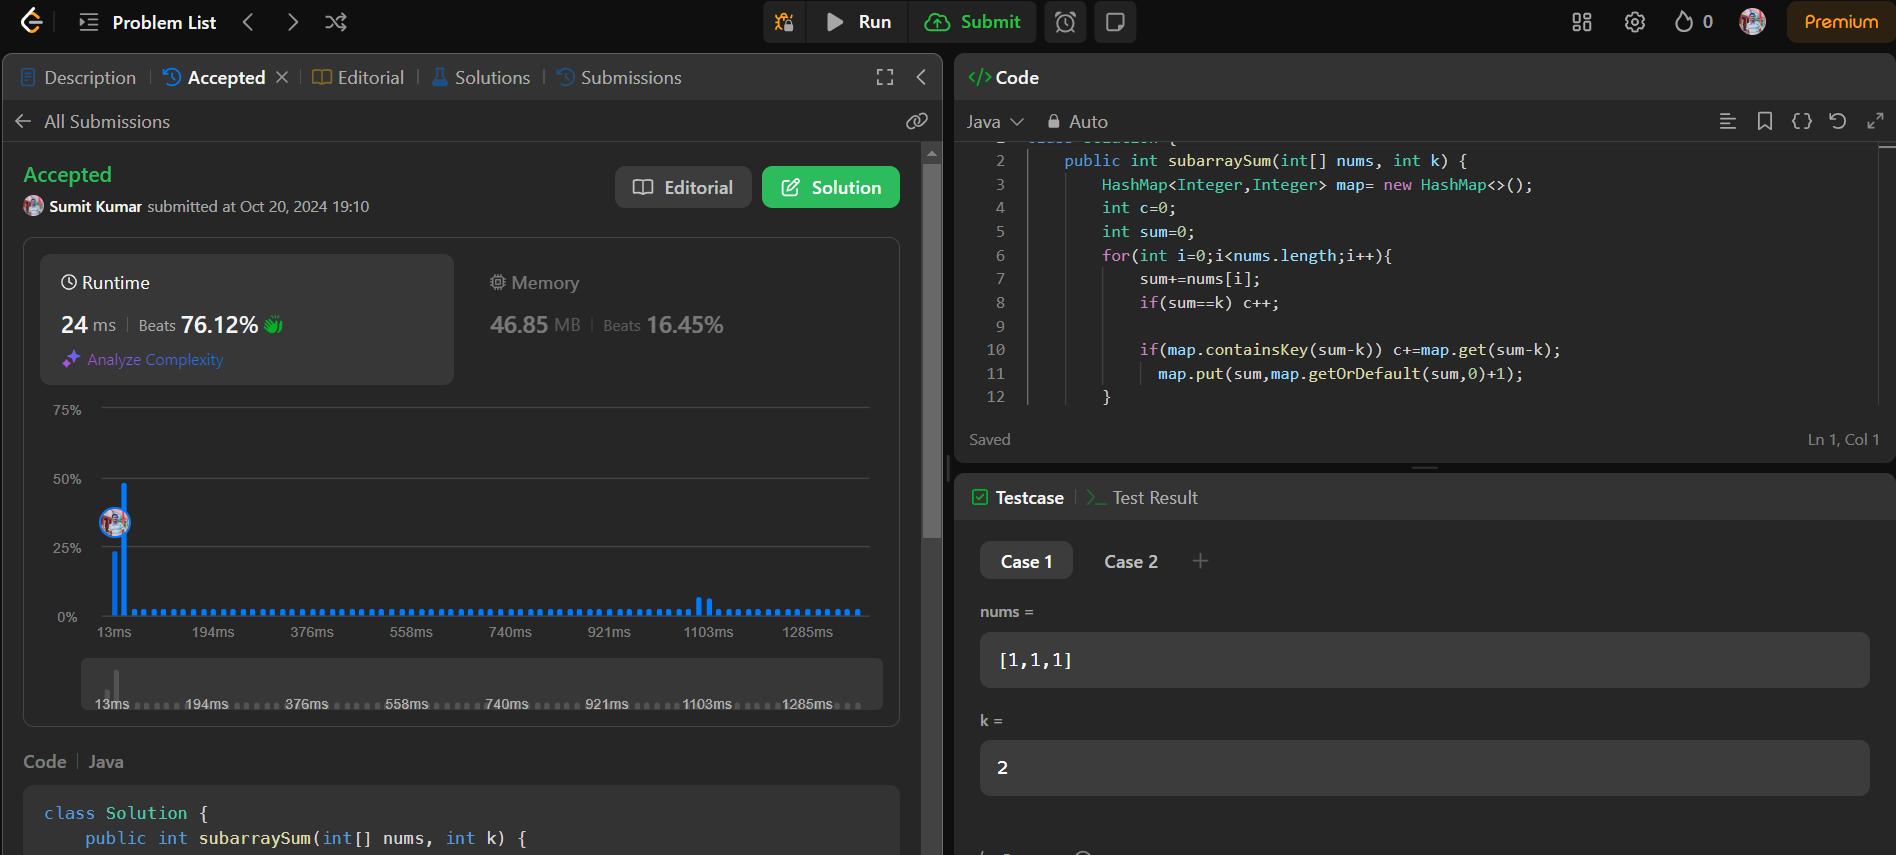 Problem List
Run
Submit
0
Premium
Description
Accepted
Editorial
Solutions
Submissions
All Submissions
Accepted
Sumit Kumar submitted at Oct 20, 2024 19:10
Editorial
Solution
Runtime
24 ms
Beats 76.12%
Analyze Complexity
Memory
46.85 MB
Beats 16.45%
75%
50%
25%
0%
13ms 194ms 376ms 558ms 740ms 921ms 1103ms 1285ms
13ms 194ms 376ms 558ms 740ms 921ms 1103ms 1285ms
Code
Java
class Solution {
public int subarraySum(int[] nums, int k) {
</> Code
Java
Auto
1 class Solution {
2 public int subarraySum(int[] nums, int k) {
3 HashMap<Integer,Integer> map= new HashMap<>();
4 int c=0;
5 int sum=0;
6 for(int i=0;i<nums.length;i++){
7 sum+=nums[i];
8 if(sum==k) c++;
9
10 if(map.containsKey(sum-k)) c+=map.get(sum-k);
11 map.put(sum,map.getOrDefault(sum,0)+1);
12 }
Saved
Ln 1, Col 1
Testcase
Test Result
Case 1
Case 2
nums =
[1,1,1]
k =
2